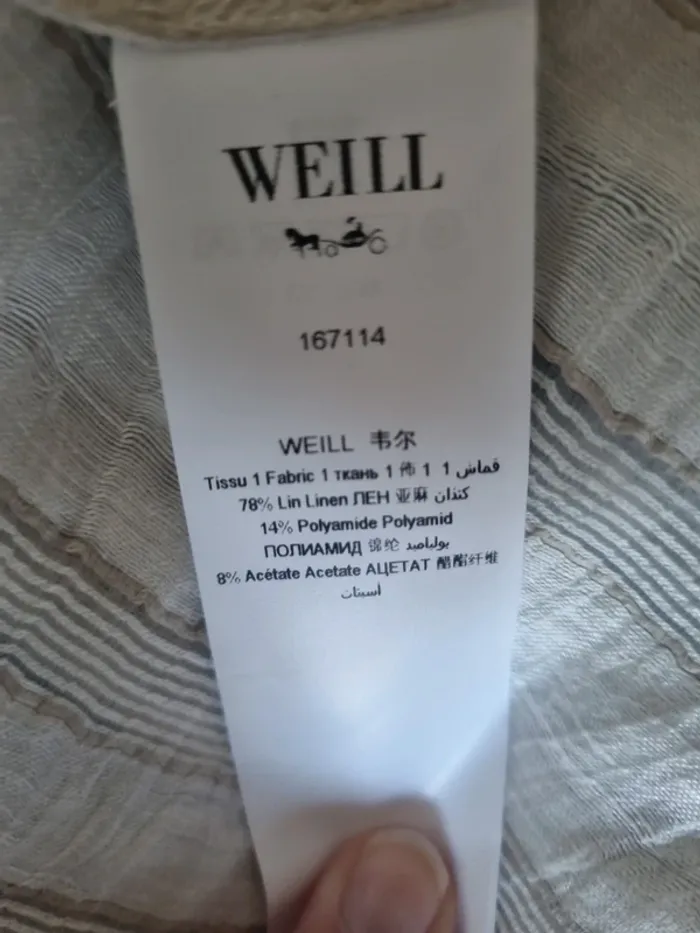 WEILL
167114
WEILL 韦尔
Tissu 1 Fabric 1 ткань 1 佈 1 1 قماش
78% Lin Linen ЛЕН 亚麻 كتان
14% Polyamide Polyamid
ПОЛИАМИД 锦纶 بولياميد
8% Acétate Acetate АЦЕТАТ 醋酯纤维
أسيتات